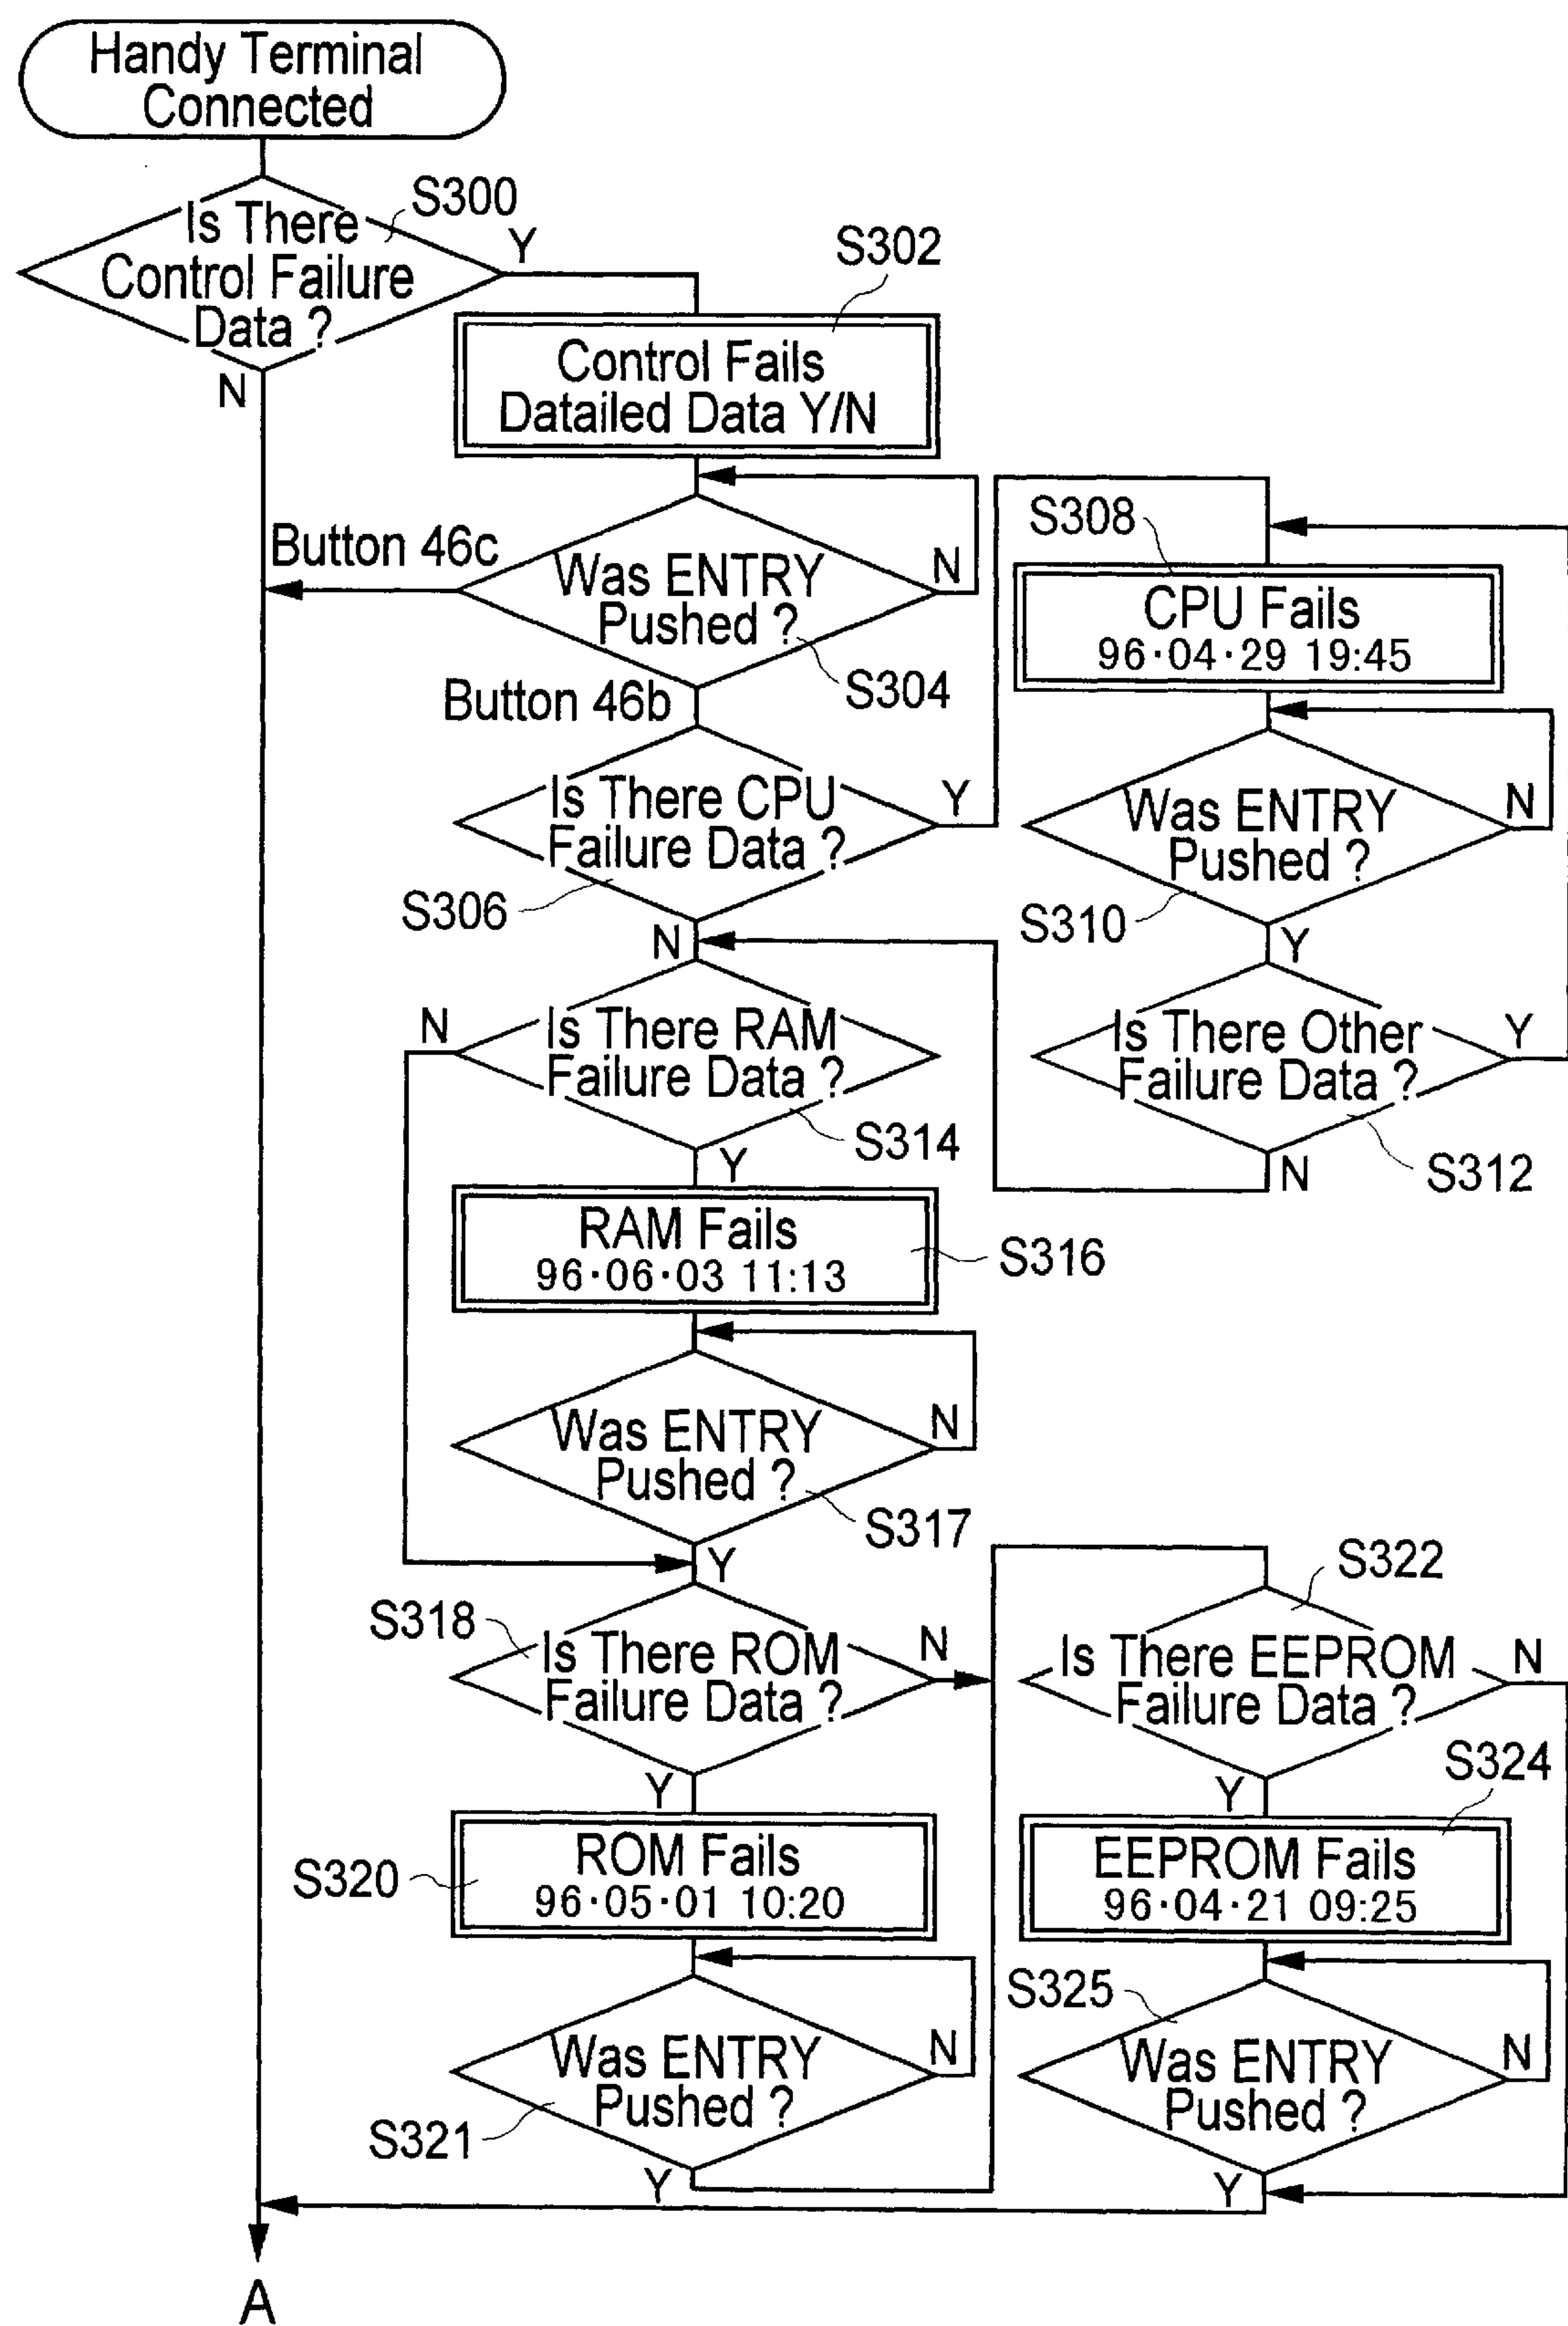 Handy Terminal
Connected
S300
Is There
Control Failure
Data ?
Y
N
S302
Control Fails
Datailed Data Y/N
Button 46c
Was ENTRY
Pushed ?
N
S304
Button 46b
Is There CPU
Failure Data ?
Y
S306
N
S308
CPU Fails
96·04·29 19:45
Was ENTRY
Pushed ?
N
S310
Y
Is There Other
Failure Data ?
Y
S312
N
Is There RAM
Failure Data ?
N
S314
Y
RAM Fails
96·06·03 11:13
S316
Was ENTRY
Pushed ?
N
S317
Y
S318
Is There ROM
Failure Data ?
N
Y
S320
ROM Fails
96·05·01 10:20
Was ENTRY
Pushed ?
N
S321
Y
S322
Is There EEPROM
Failure Data ?
N
Y
S324
EEPROM Fails
96·04·21 09:25
S325
Was ENTRY
Pushed ?
N
Y
A